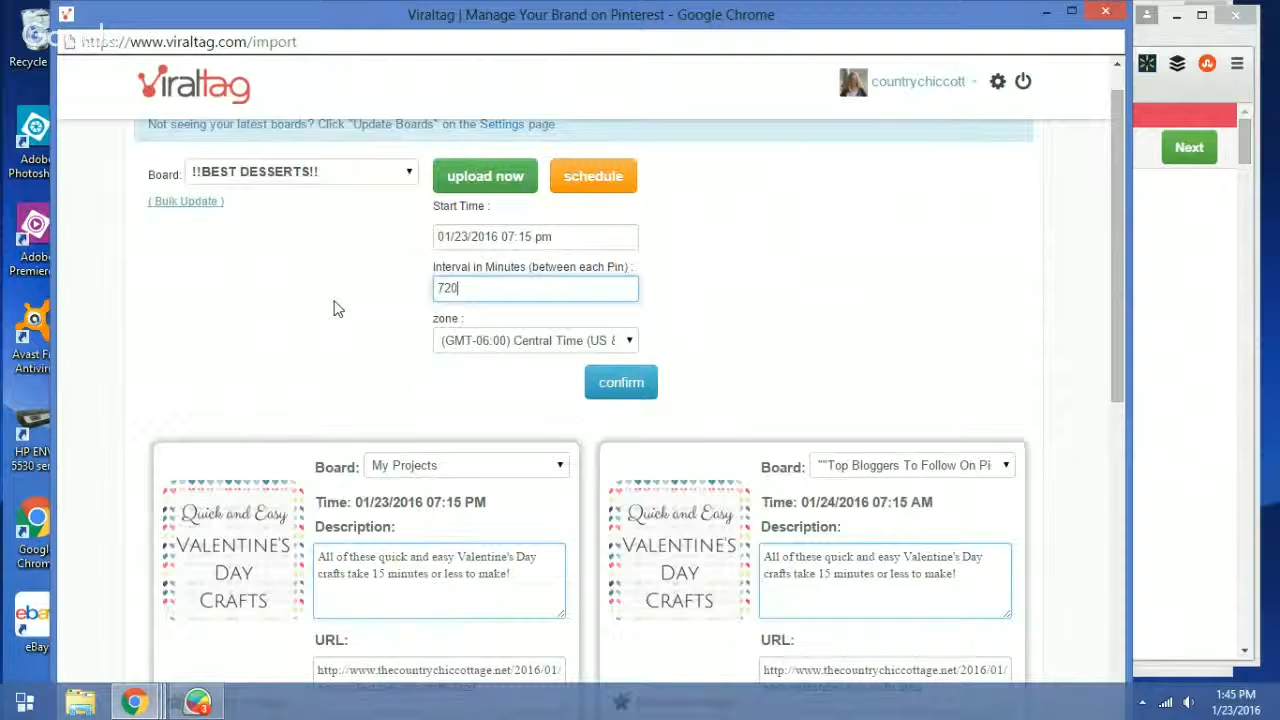 Viraltag | Manage Your Brand on Pinterest - Google Chrome
https://www.viraltag.com/import
viraltag
countrychiccott
Not seeing your latest boards? Click "Update Boards" on the Settings page
Next
Board: !!BEST DESSERTS!!
upload now
schedule
( Bulk Update )
Start Time :
01/23/2016 07:15 pm
Interval in Minutes (between each Pin) :
720
zone :
(GMT-06:00) Central Time (US &
confirm
Board: My Projects
Time: 01/23/2016 07:15 PM
Description:
Quick and Easy
Valentine's
Day
Crafts
All of these quick and easy Valentine's Day
crafts take 15 minutes or less to make!
URL:
http://www.thecountrychiccottage.net/2016/01/
Board: ""Top Bloggers To Follow On Pi
Time: 01/24/2016 07:15 AM
Description:
Quick and Easy
Valentine's
Day
Crafts
All of these quick and easy Valentine's Day
crafts take 15 minutes or less to make!
URL:
http://www.thecountrychiccottage.net/2016/01/
Recycle
Adobe
Photosh...
Adobe
Premier
Avast F
Antivir
HP ENV
5530 ser
Google
Chrom
ebay
eBay
3
1:45 PM
1/23/2016